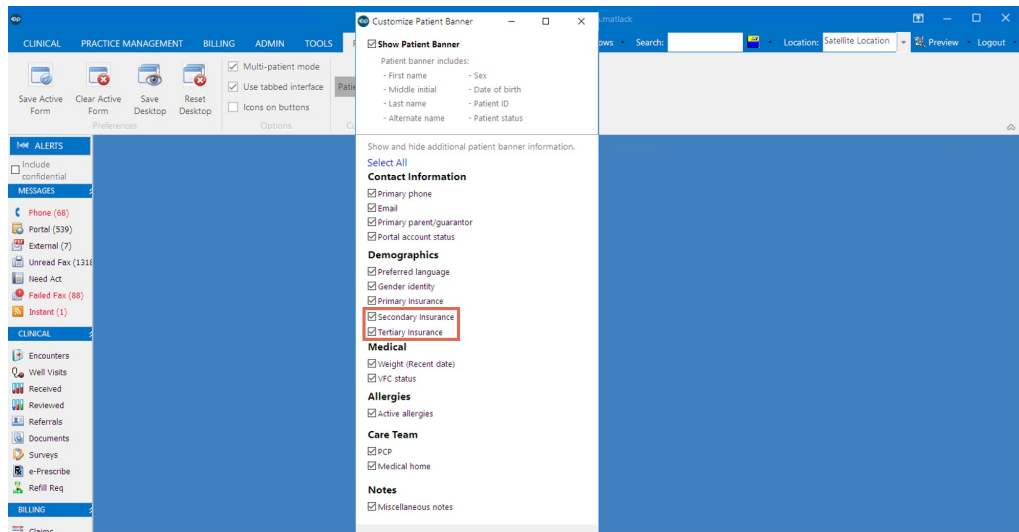 Customize Patient Banner
.matlack
CLINICAL PRACTICE MANAGEMENT BILLING ADMIN TOOLS
ows Search: Location: Satellite Location Preview Logout
Save Active Form
Clear Active Form
Save Desktop
Reset Desktop
Preferences
Multi-patient mode
Use tabbed interface
Icons on buttons
Options
Patie
Cu
ALERTS
Include confidential
MESSAGES
Phone (68)
Portal (539)
External (7)
Unread Fax (1318
Need Act
Failed Fax (88)
Instant (1)
CLINICAL
Encounters
Well Visits
Received
Reviewed
Referrals
Documents
Surveys
e-Prescribe
Refill Req
BILLING
Claims
Show Patient Banner
Patient banner includes:
- First name - Sex
- Middle initial - Date of birth
- Last name - Patient ID
- Alternate name - Patient status
Show and hide additional patient banner information.
Select All
Contact Information
Primary phone
Email
Primary parent/guarantor
Portal account status
Demographics
Preferred language
Gender identity
Primary Insurance
Secondary Insurance
Tertiary Insurance
Medical
Weight (Recent date)
VFC status
Allergies
Active allergies
Care Team
PCP
Medical home
Notes
Miscellaneous notes